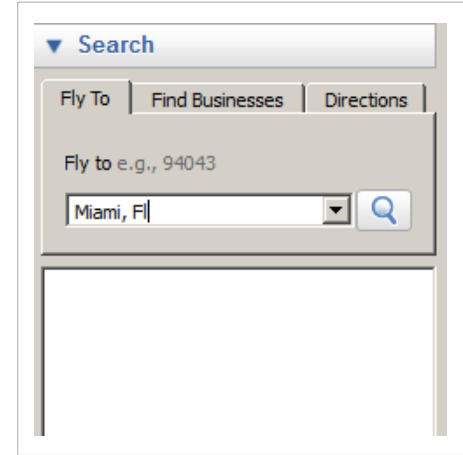 Search
Fly To Find Businesses Directions
Fly to e.g., 94043
Miami, Fl